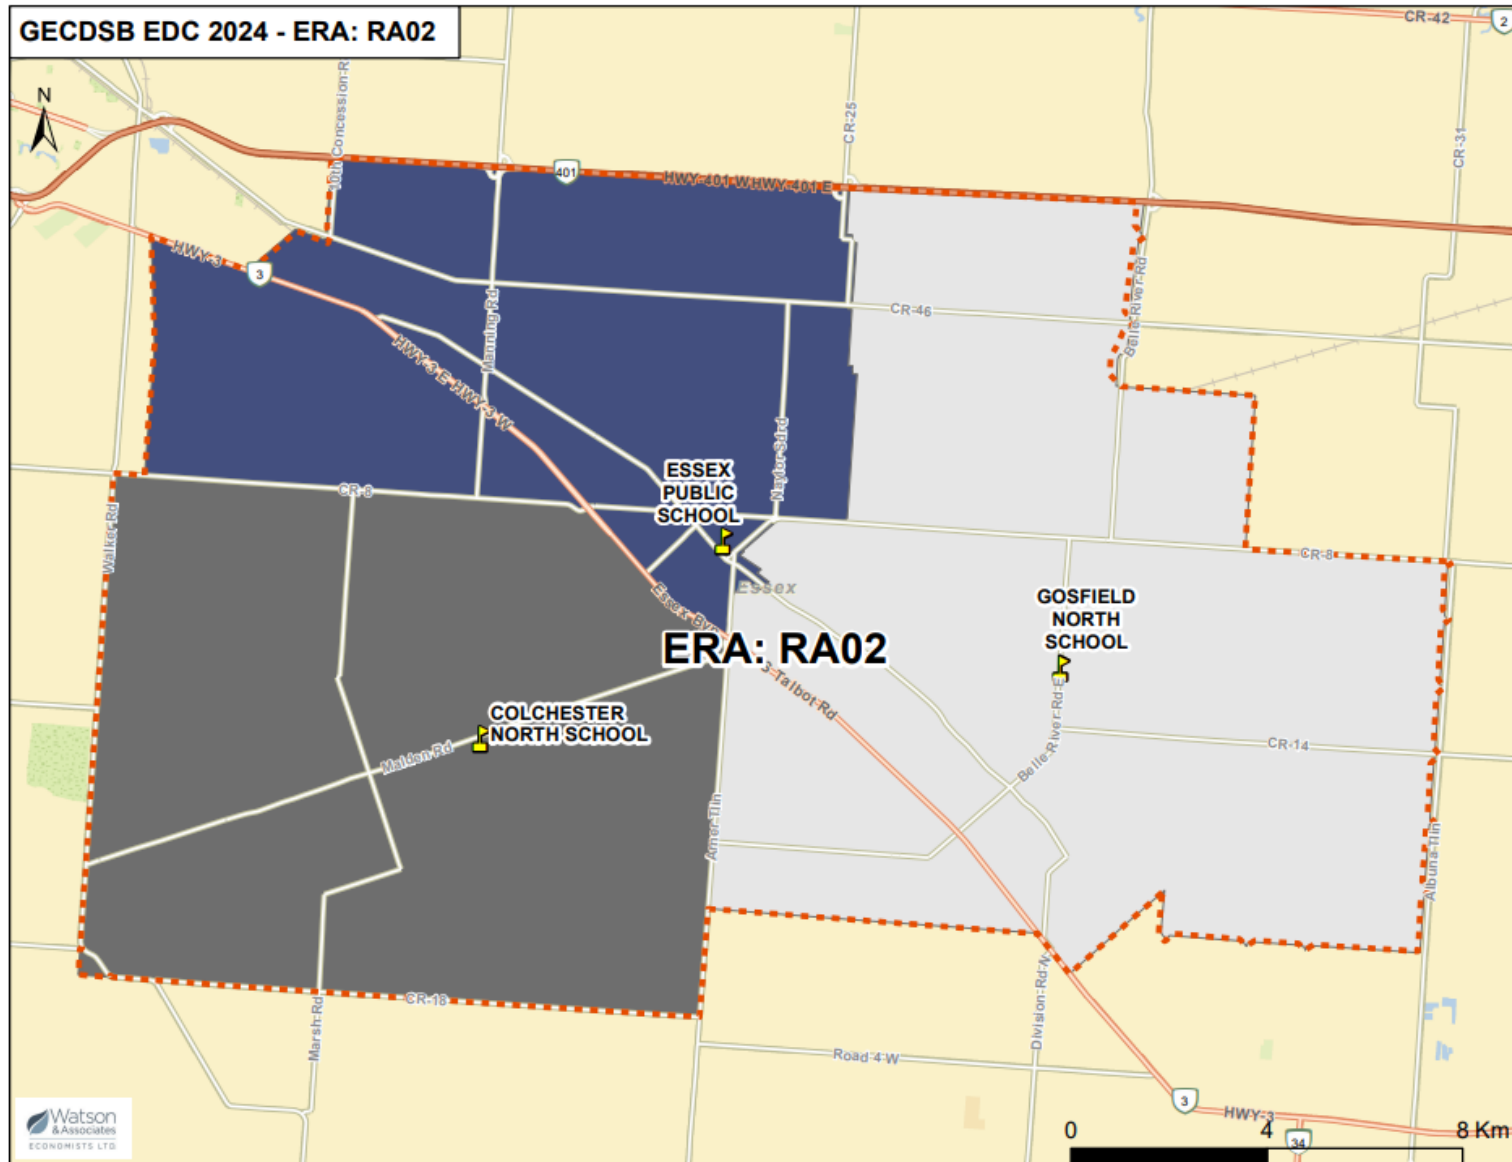 GECDSB EDC 2024 - ERA: RA02
CR-42
2
N
10th Concession R
CR-25
CR-31
401
HWY-401 W HWY-401 E
HWY-3
3
CR-46
Belle River Rd
Manning Rd
HWY-3 E HWY-3 W
Naylor Sdrd
ESSEX
PUBLIC
SCHOOL
CR-8
CR-8
Walker Rd
Essex
Essex Byp
GOSFIELD
NORTH
SCHOOL
ERA: RA02
S Talbot Rd
COLCHESTER
NORTH SCHOOL
Malden Rd
Belle River Rd E
CR-14
Arner Tlin
Albuna Tlin
CR-18
Marsh Rd
Division Rd N
Road 4 W
3
HWY-3
34
Watson
& Associates
ECONOMISTS LTD.
0 4 8 Km